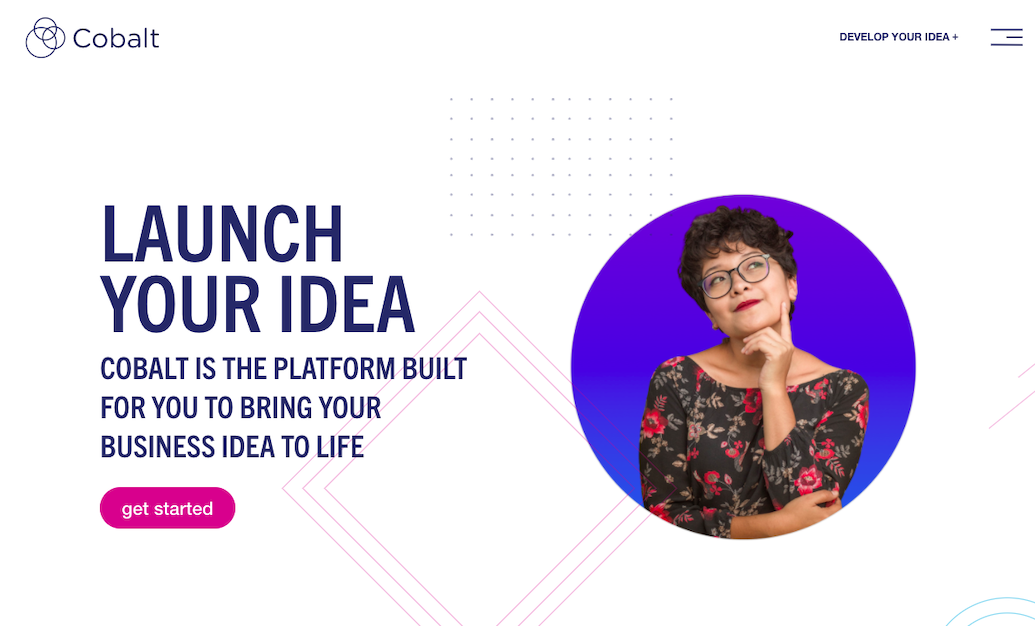 Cobalt
DEVELOP YOUR IDEA +
LAUNCH
YOUR IDEA
COBALT IS THE PLATFORM BUILT
FOR YOU TO BRING YOUR
BUSINESS IDEA TO LIFE
get started